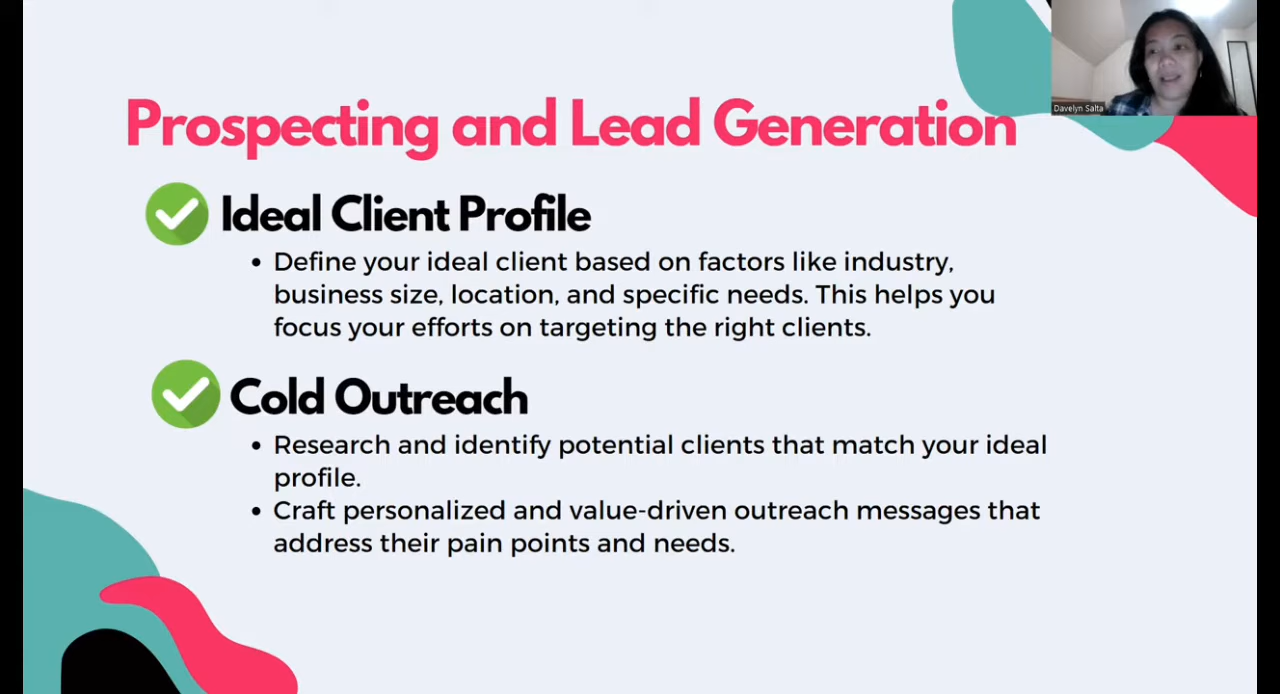 Prospecting and Lead Generation
Davelyn Salta
Ideal Client Profile
• Define your ideal client based on factors like industry,
business size, location, and specific needs. This helps you
focus your efforts on targeting the right clients.
Cold Outreach
• Research and identify potential clients that match your ideal
profile.
• Craft personalized and value-driven outreach messages that
address their pain points and needs.